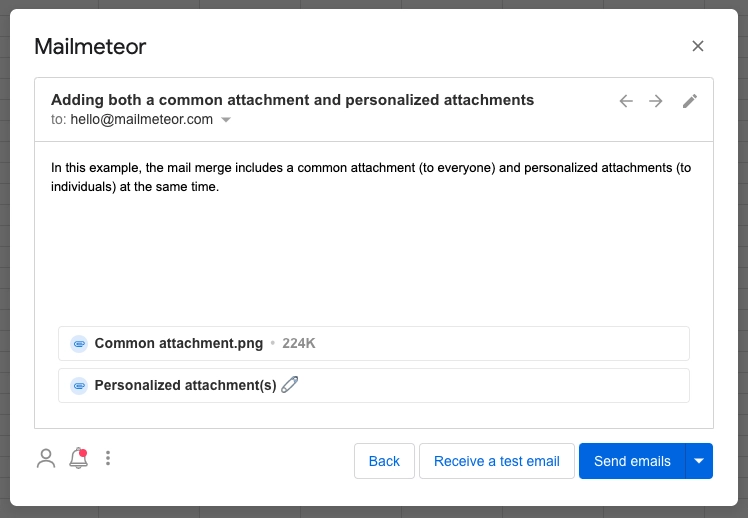 Mailmeteor
Adding both a common attachment and personalized attachments
to: hello@mailmeteor.com
In this example, the mail merge includes a common attachment (to everyone) and personalized attachments (to
individuals) at the same time.
Common attachment.png • 224K
Personalized attachment(s)
Back
Receive a test email
Send emails